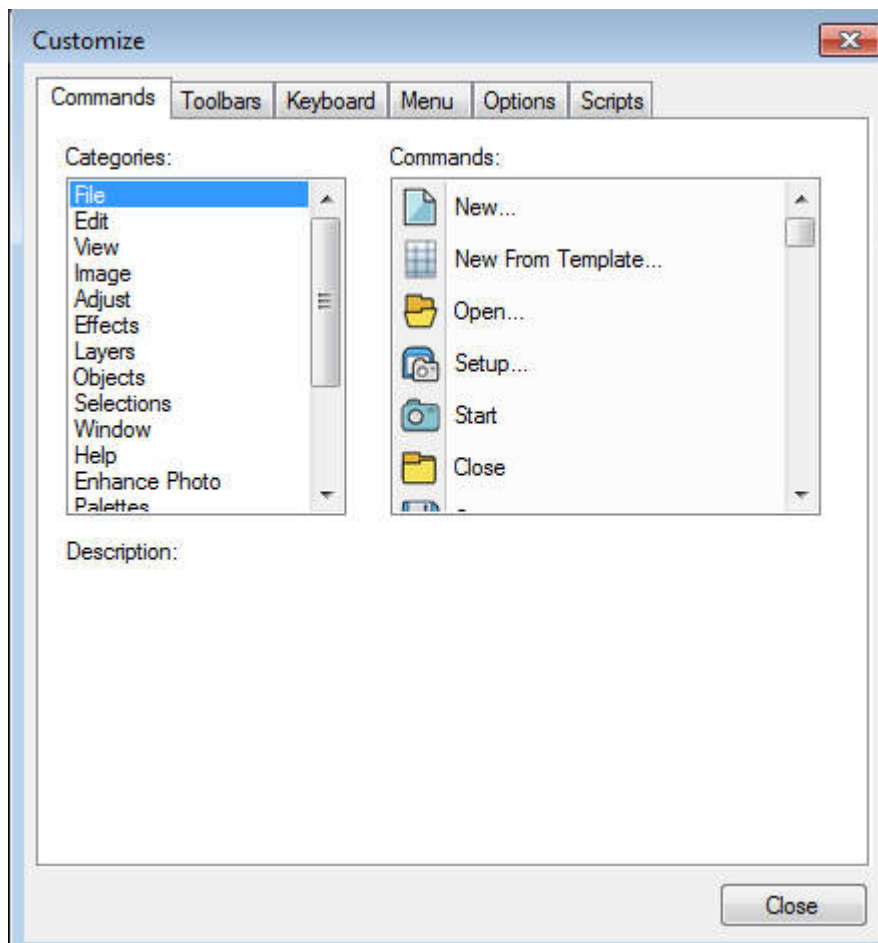 Customize
Commands Toolbars Keyboard Menu Options Scripts
Categories:
File
Edit
View
Image
Adjust
Effects
Layers
Objects
Selections
Window
Help
Enhance Photo
Palettes
Commands:
New...
New From Template...
Open...
Setup...
Start
Close
Description:
Close